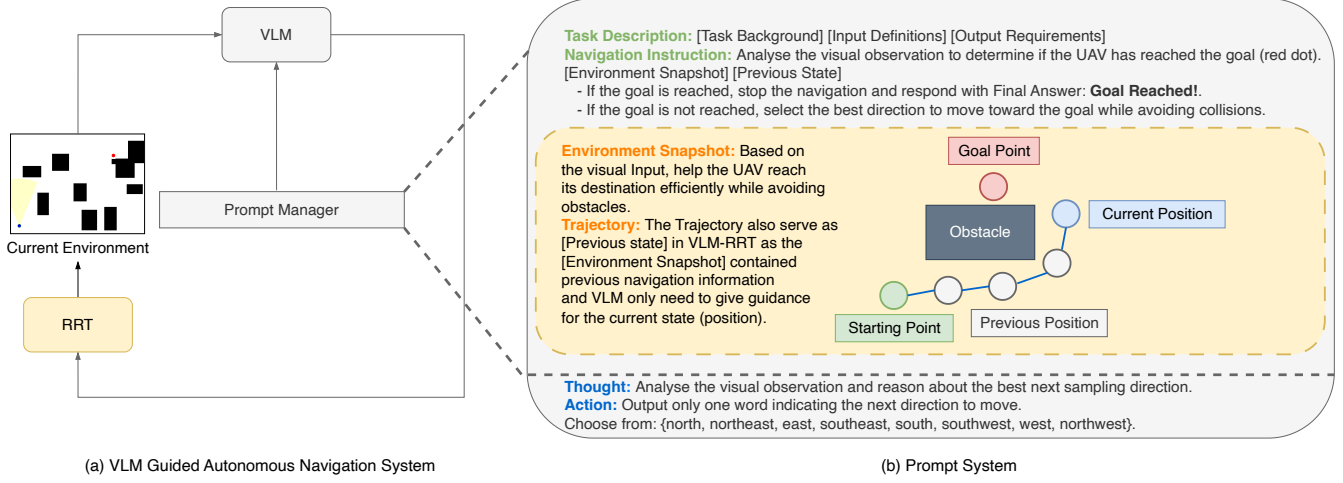 VLM
Prompt Manager
Current Environment
RRT
(a) VLM Guided Autonomous Navigation System
Task Description: [Task Background] [Input Definitions] [Output Requirements]
Navigation Instruction: Analyse the visual observation to determine if the UAV has reached the goal (red dot).
[Environment Snapshot] [Previous State]
- If the goal is reached, stop the navigation and respond with Final Answer: Goal Reached!.
- If the goal is not reached, select the best direction to move toward the goal while avoiding collisions.
Environment Snapshot: Based on
the visual Input, help the UAV reach
its destination efficiently while avoiding
obstacles.
Trajectory: The Trajectory also serve as
[Previous state] in VLM-RRT as the
[Environment Snapshot] contained
previous navigation information
and VLM only need to give guidance
for the current state (position).
Goal Point
Current Position
Obstacle
Starting Point
Previous Position
Thought: Analyse the visual observation and reason about the best next sampling direction.
Action: Output only one word indicating the next direction to move.
Choose from: {north, northeast, east, southeast, south, southwest, west, northwest}.
(b) Prompt System